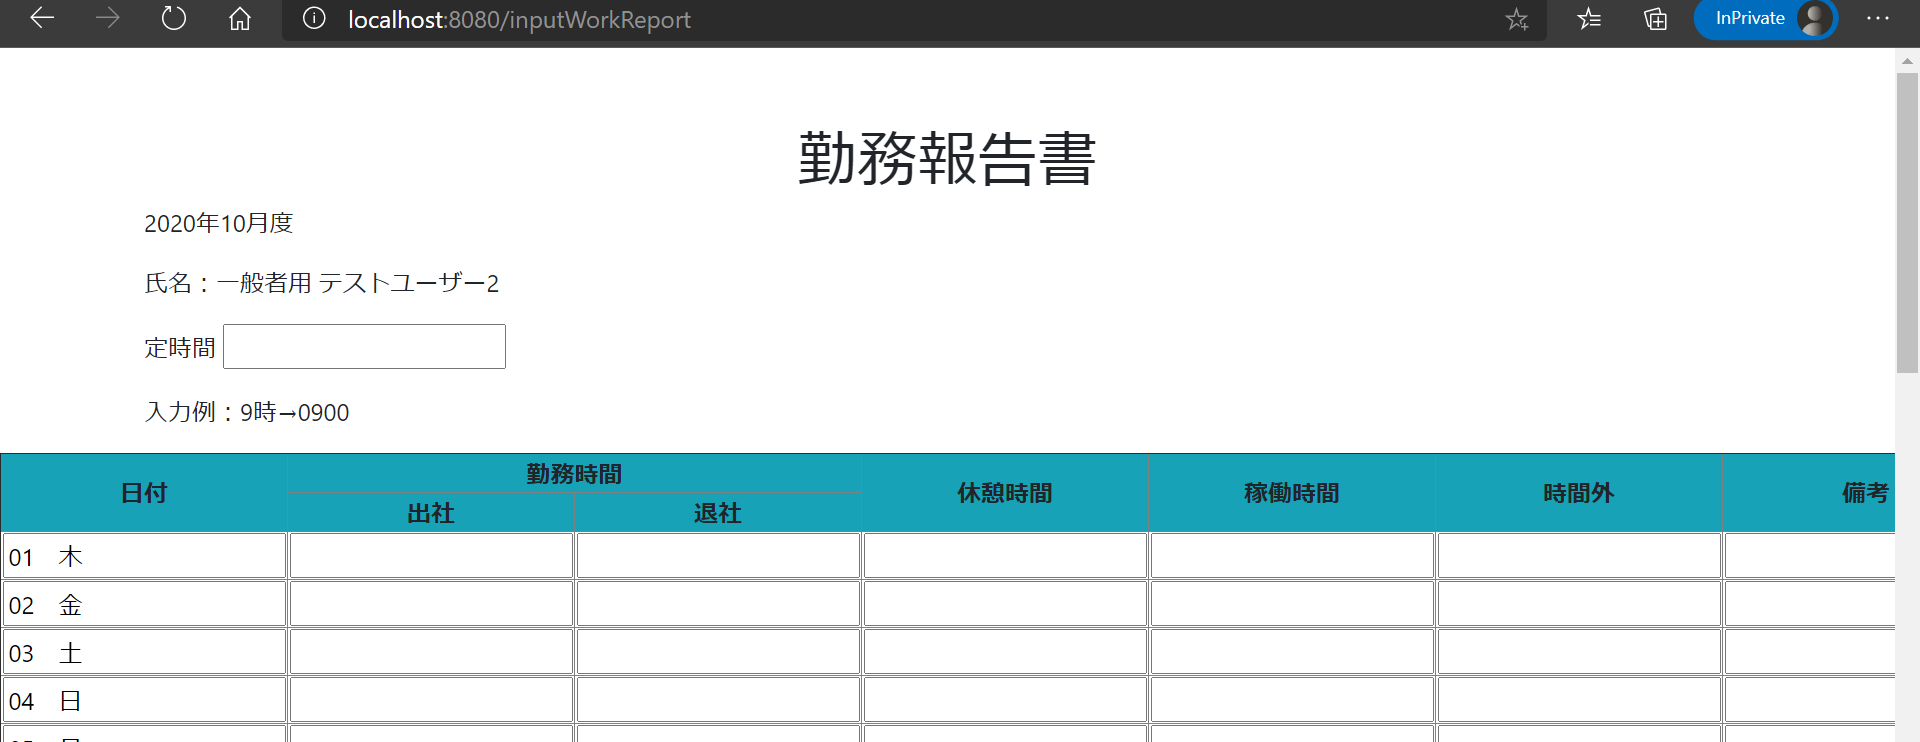 localhost:8080/inputWorkReport
InPrivate
勤務報告書
2020年10月度
氏名：一般者用 テストユーザー2
定時間
入力例：9時→0900
日付 勤務時間 休憩時間 稼働時間 時間外 備考
出社 退社
01 木
02 金
03 土
04 日